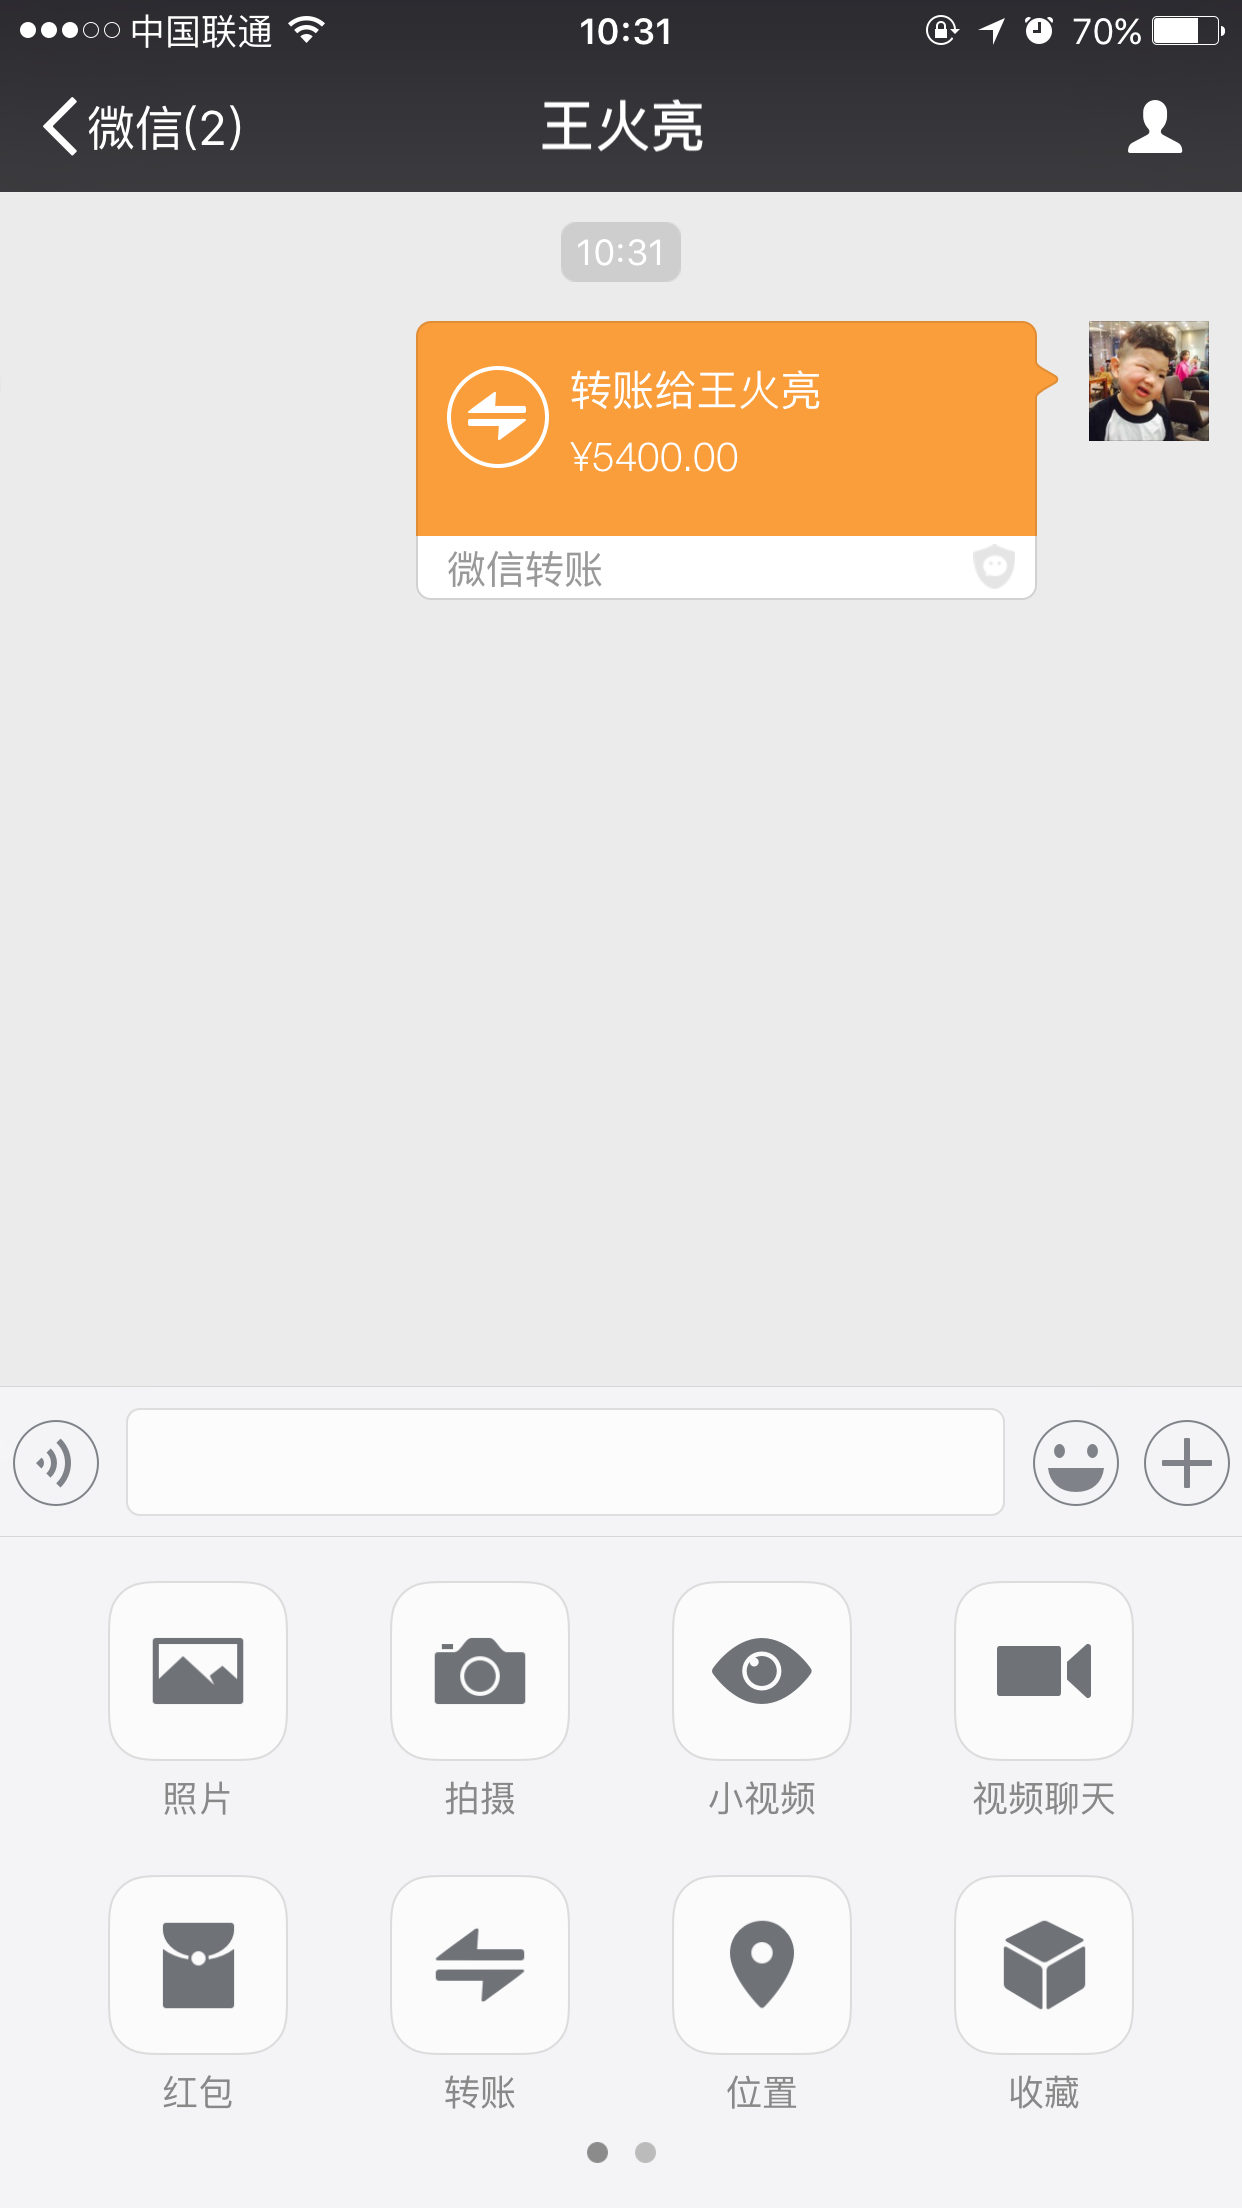 中国联通
10:31
70%
微信(2)
王火亮
10:31
转账给王火亮
¥5400.00
微信转账
照片
拍摄
小视频
视频聊天
红包
转账
位置
收藏